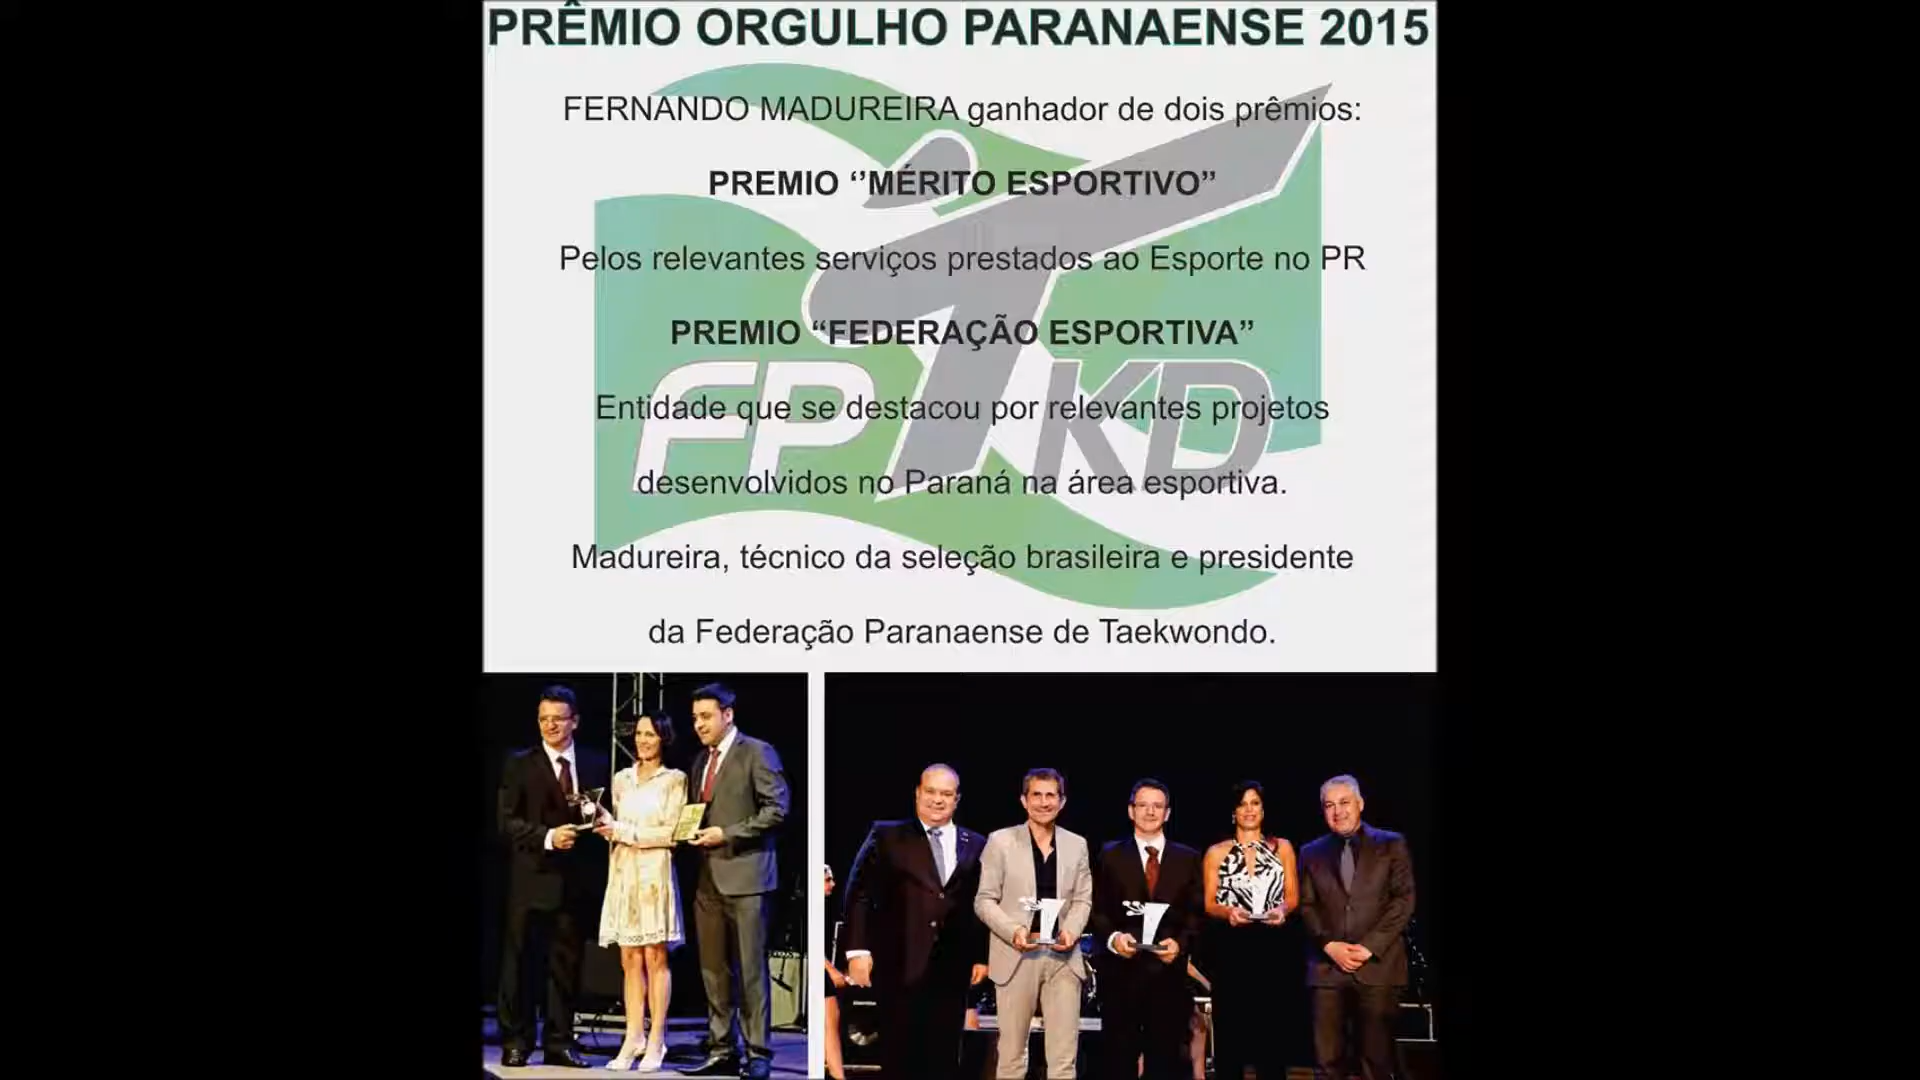 PRÊMIO ORGULHO PARANAENSE 2015
FERNANDO MADUREIRA ganhador de dois prêmios:
PREMIO ‘’MÉRITO ESPORTIVO’’
Pelos relevantes serviços prestados ao Esporte no PR
PREMIO “FEDERAÇÃO ESPORTIVA”
FPTKD
Entidade que se destacou por relevantes projetos
desenvolvidos no Paraná na área esportiva.
Madureira, técnico da seleção brasileira e presidente
da Federação Paranaense de Taekwondo.